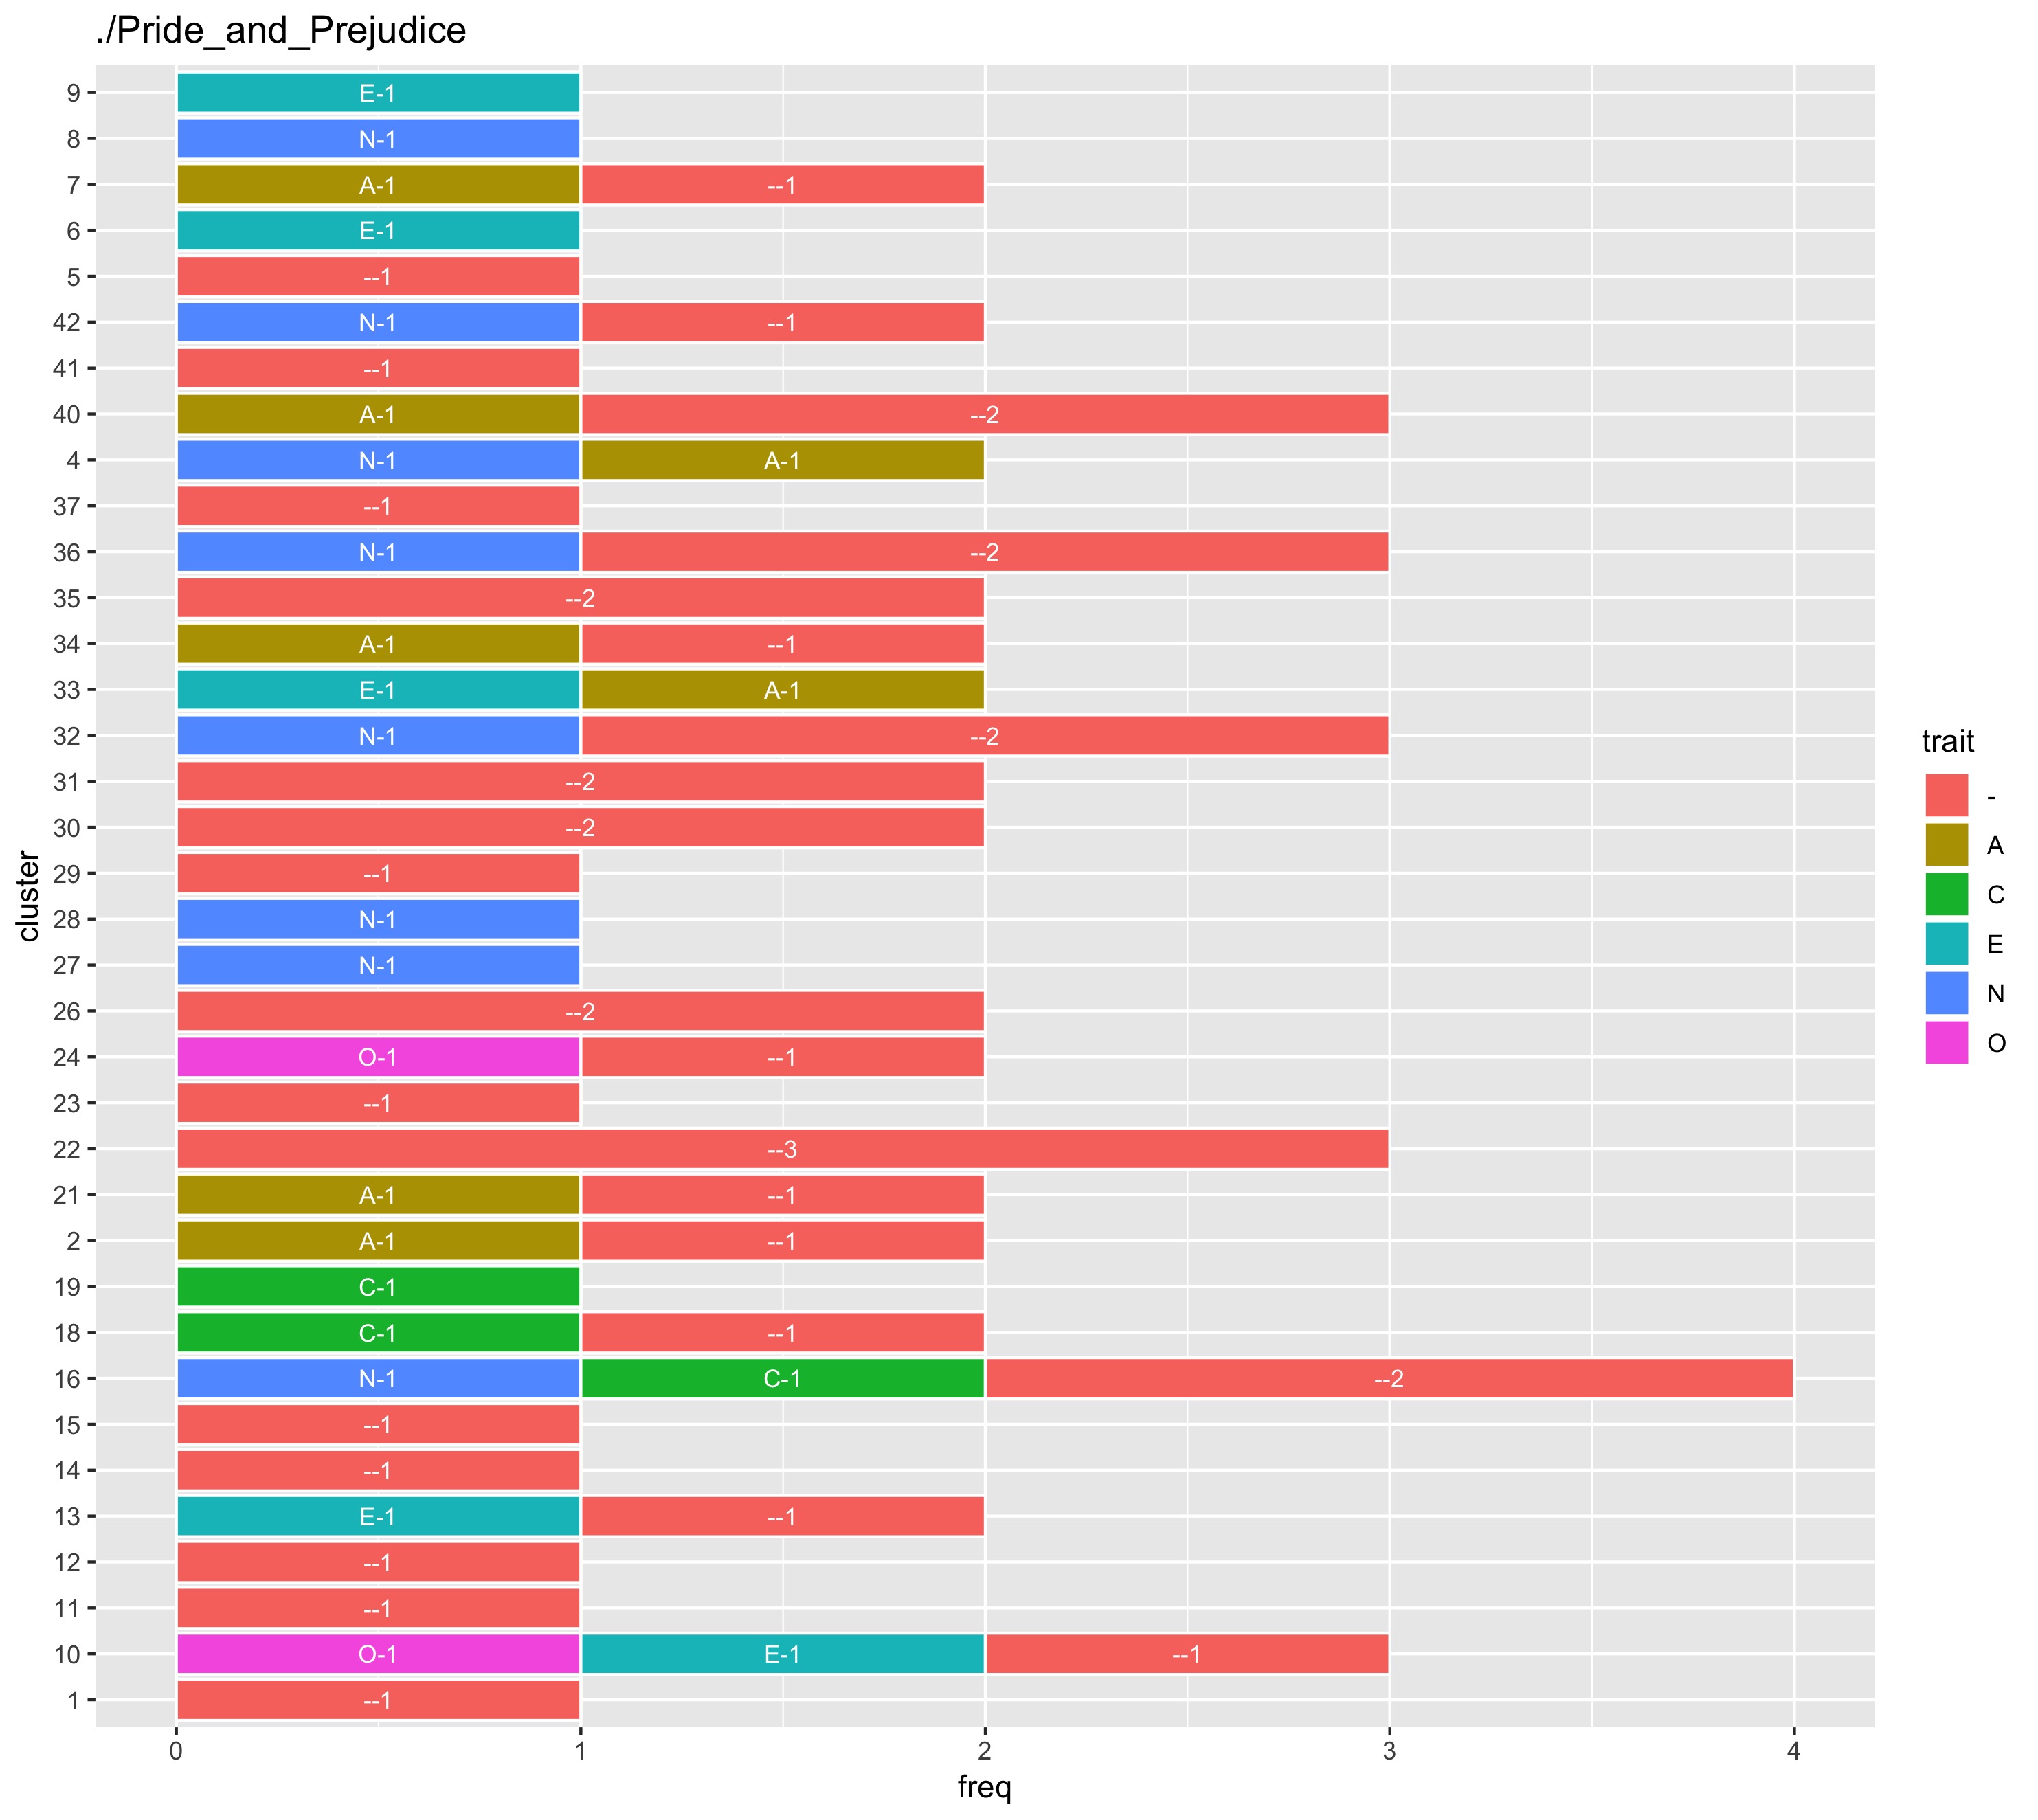 ./Pride_and_Prejudice
9 E-1
8 N-1
7 A-1 --1
6 E-1
5 --1
42 N-1 --1
41 --1
40 A-1 --2
4 N-1 A-1
37 --1
36 N-1 --2
35 --2
34 A-1 --1
33 E-1 A-1
32 N-1 --2
31 --2
30 --2
29 --1
28 N-1
27 N-1
26 --2
24 O-1 --1
23 --1
22 --3
21 A-1 --1
2 A-1 --1
19 C-1
18 C-1 --1
16 N-1 C-1 --2
15 --1
14 --1
13 E-1 --1
12 --1
11 --1
10 O-1 E-1 --1
1 --1
0 1 2 3 4
freq
cluster
trait
-
A
C
E
N
O